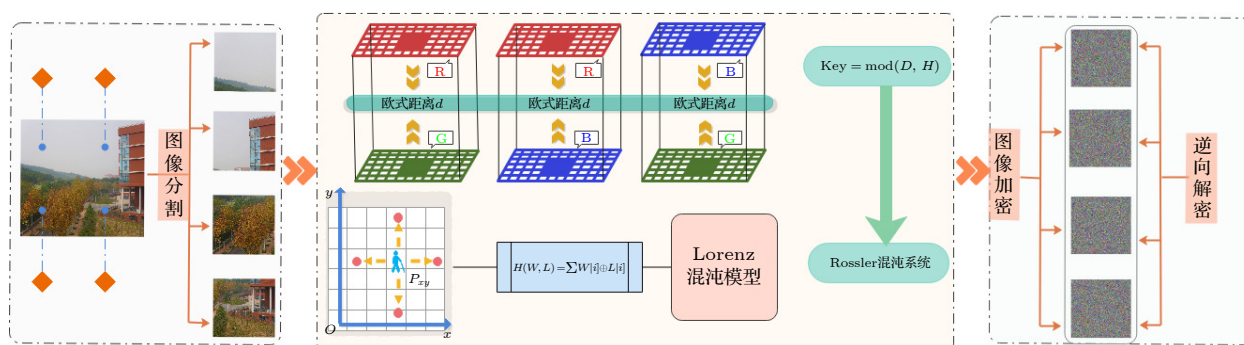 图像分割
R
R
B
欧式距离d
欧式距离d
欧式距离d
G
B
G
y
P_{xy}
O
x
H(W,L)=∑W|i|⊕L|i|
Lorenz
混沌模型
Key=mod(D, H)
Rossler混沌系统
图像加密
逆向解密